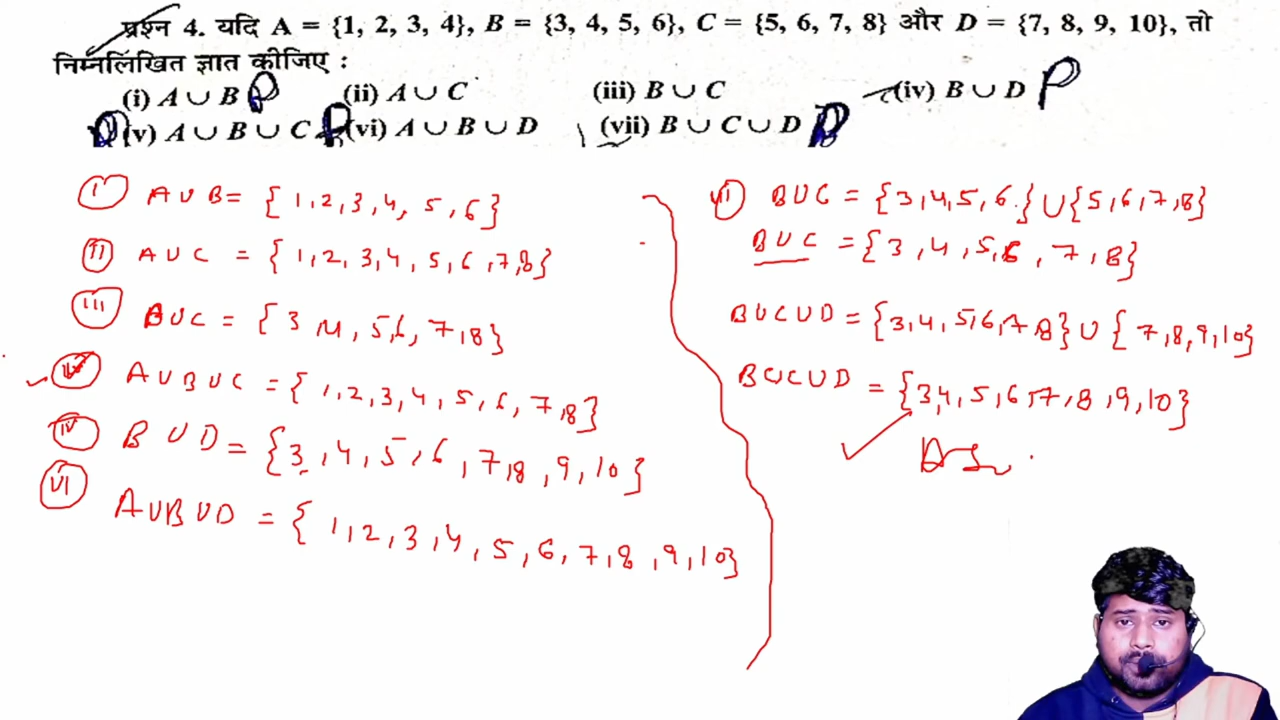 प्रश्न 4. यदि A = {1, 2, 3, 4}, B = {3, 4, 5, 6}, C = {5, 6, 7, 8} और D = {7, 8, 9, 10}, तो
निम्नलिखित ज्ञात कीजिए :
(i) A ∪ B P (ii) A ∪ C (iii) B ∪ C (iv) B ∪ D P
(v) A ∪ B ∪ C (vi) A ∪ B ∪ D (vii) B ∪ C ∪ D
i A ∪ B = { 1, 2, 3, 4, 5, 6 }
ii A ∪ C = { 1, 2, 3, 4, 5, 6, 7, 8 }
iii B ∪ C = { 3 4, 5, 6, 7, 8 }
A ∪ B ∪ C = { 1, 2, 3, 4, 5, 6, 7, 8 }
iv B ∪ D = { 3, 4, 5, 6, 7, 8, 9, 10 }
vi A ∪ B ∪ D = { 1, 2, 3, 4, 5, 6, 7, 8, 9, 10 }
vii B ∪ C = { 3, 4, 5, 6 } ∪ { 5, 6, 7, 8 }
B ∪ C = { 3, 4, 5, 6, 7, 8 }
B ∪ C ∪ D = { 3, 4, 5, 6, 7, 8 } ∪ { 7, 8, 9, 10 }
B ∪ C ∪ D = { 3, 4, 5, 6, 7, 8, 9, 10 }